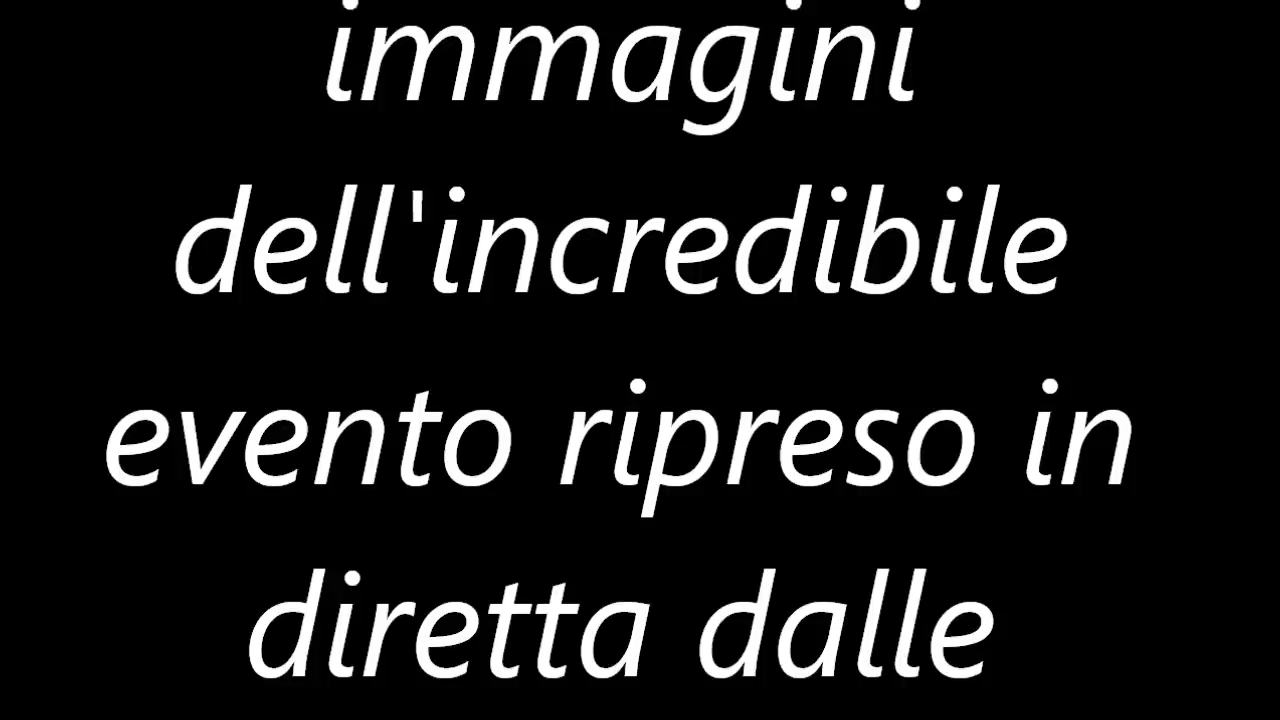 immagini
dell'incredibile
evento ripreso in
diretta dalle